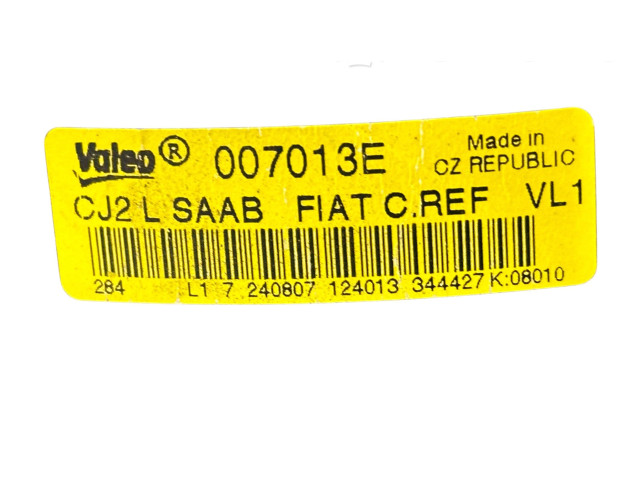 Valeo® 007013E Made in
CZ REPUBLIC
CJ2 L SAAB FIAT C.REF VL1
284 L1 7 240807 124013 344427 K:08010